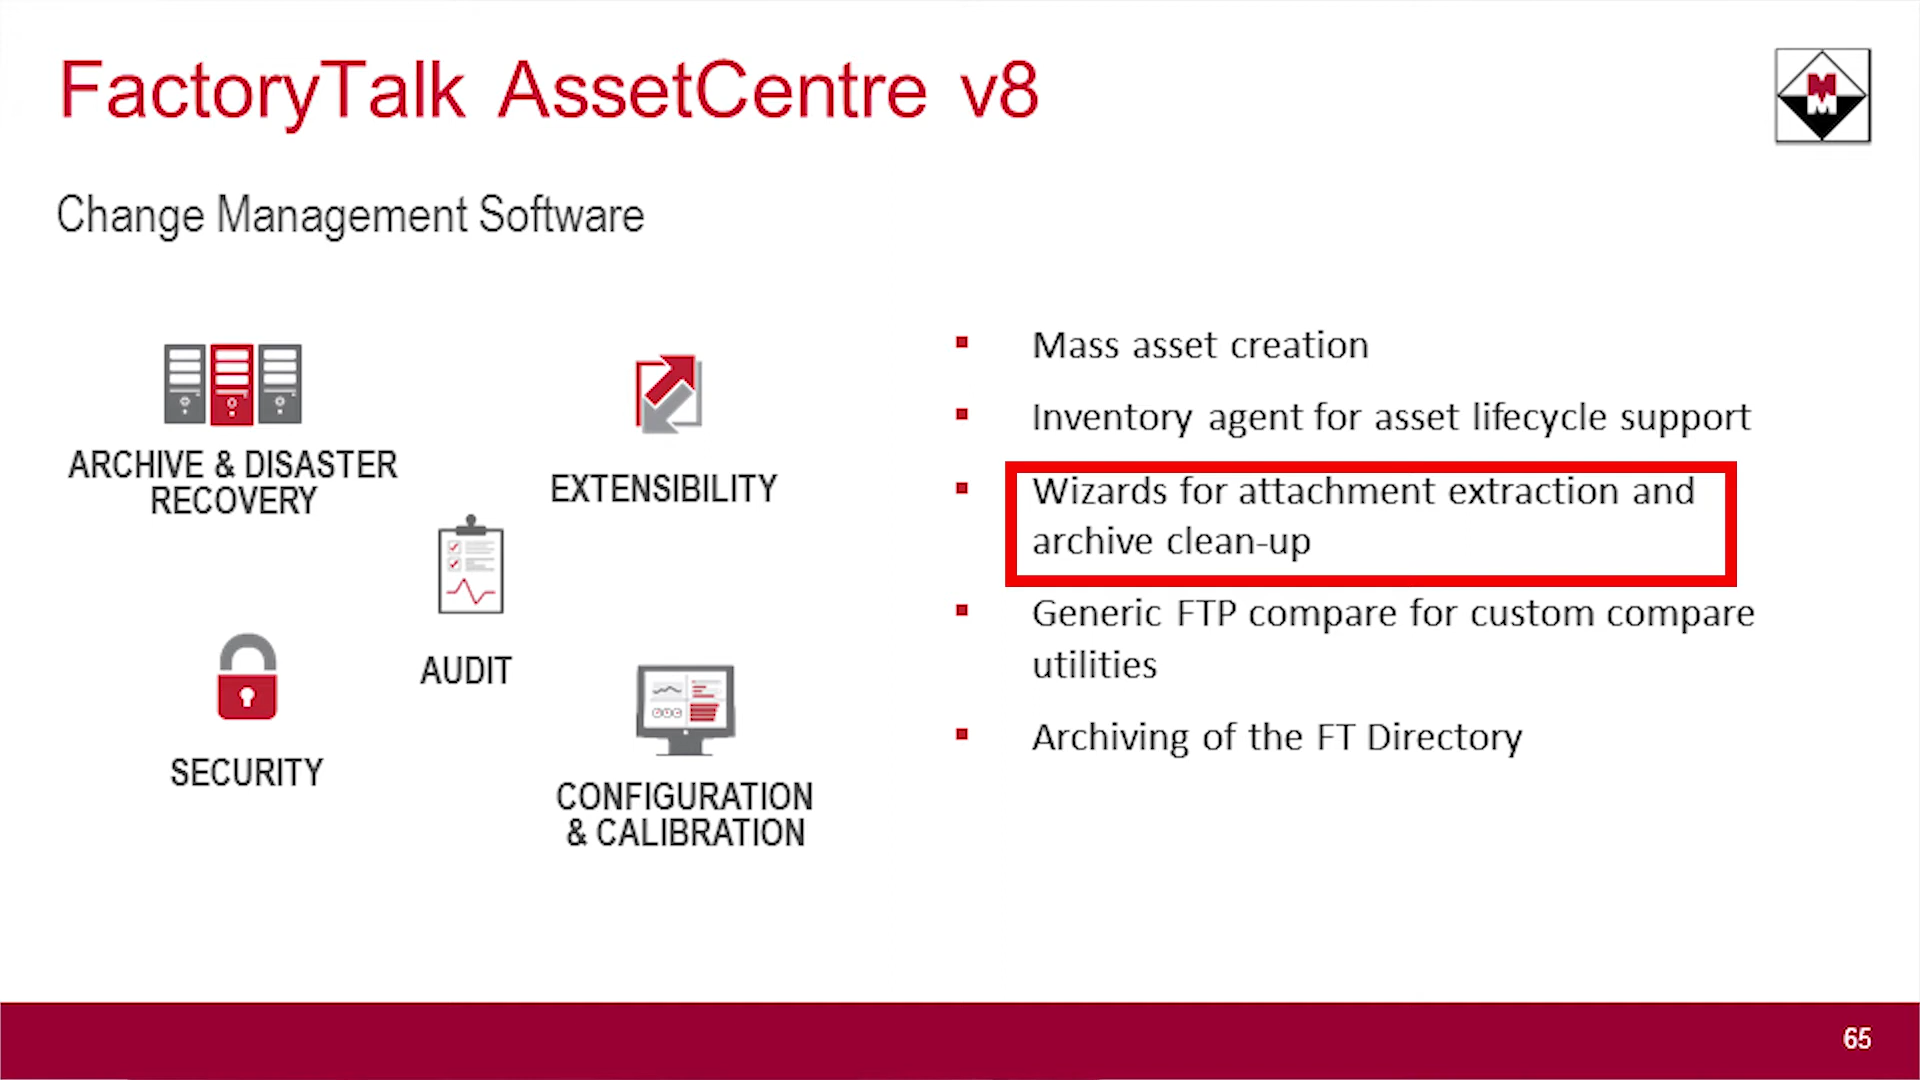 FactoryTalk AssetCentre v8
M
M
Change Management Software
ARCHIVE & DISASTER
RECOVERY
EXTENSIBILITY
AUDIT
SECURITY
CONFIGURATION
& CALIBRATION
▪ Mass asset creation
▪ Inventory agent for asset lifecycle support
▪ Wizards for attachment extraction and
archive clean-up
▪ Generic FTP compare for custom compare
utilities
▪ Archiving of the FT Directory
65